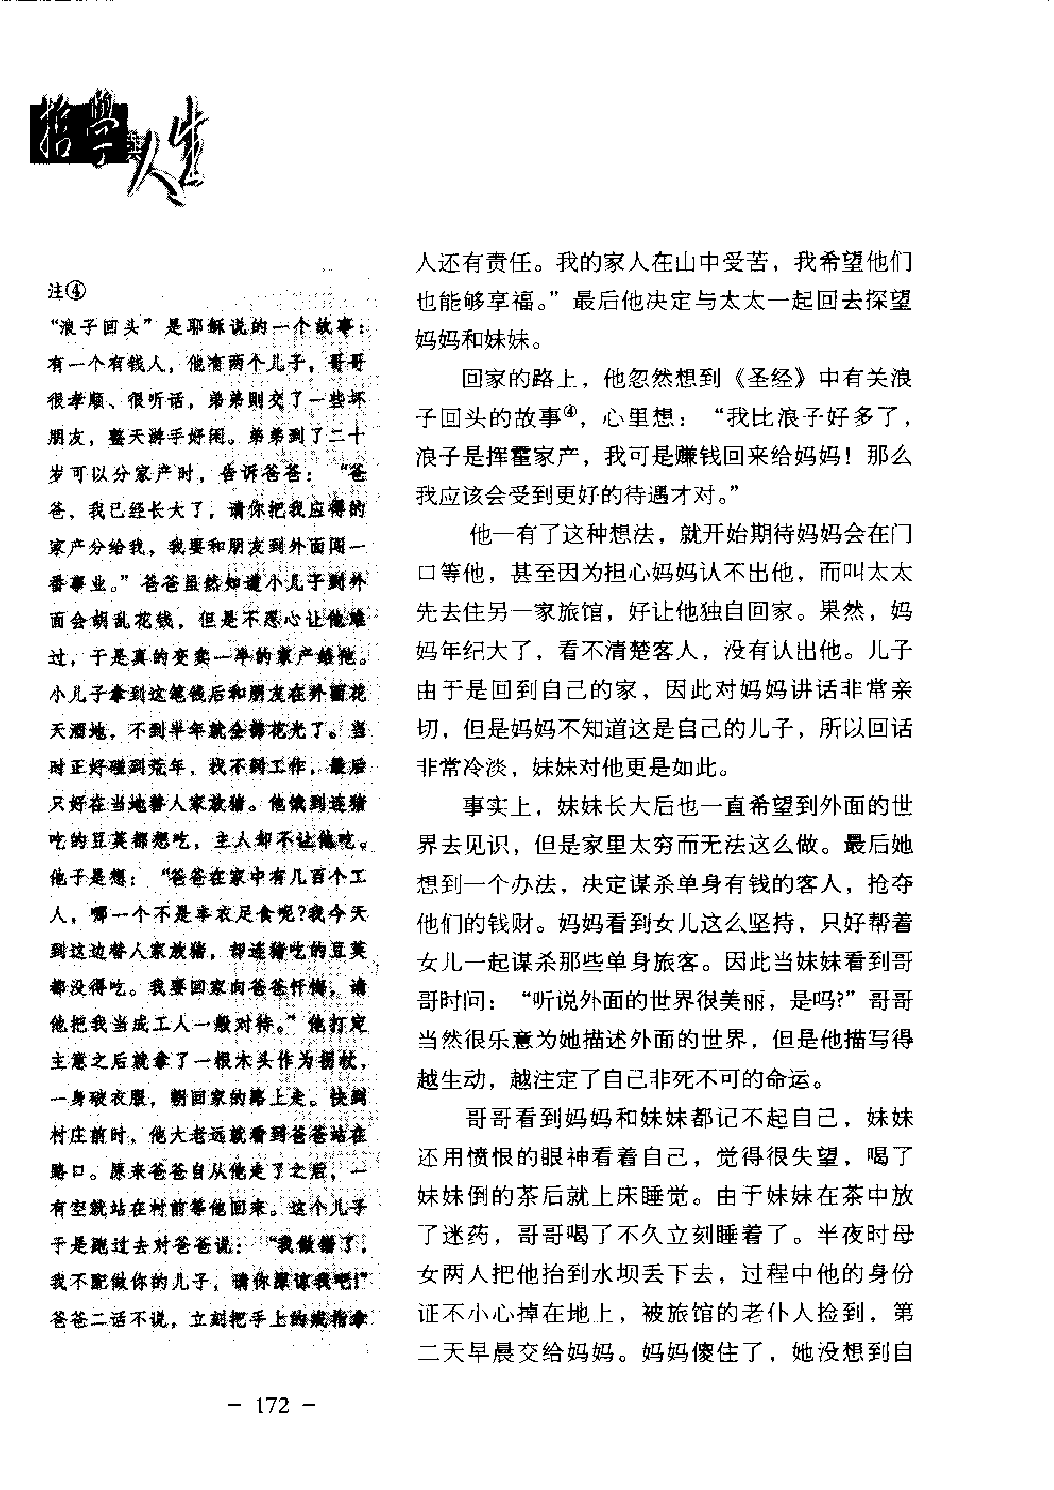 哲學與人生
注④
“浪子回头”是耶稣说的一个故事：
有一个有钱人，他有两个儿子，哥哥
很孝顺、很听话，弟弟则交了一些坏
朋友，整天游手好闲。弟弟到了二十
岁可以分家产时，告诉爸爸：“爸
爸，我已经长大了，请你把我应得的
家产分给我，我要和朋友到外面闯一
番事业。”爸爸虽然知道小儿子到外
面会胡乱花钱，但是不忍心让他难
过，于是真的变卖一半的家产给他。
小儿子拿到这笔钱后和朋友在外面花
天酒地，不到半年就全部花光了。当
时正好碰到荒年，找不到工作，最后
只好在当地替人家放猪。他饿到连猪
吃的豆荚都想吃，主人却不让他吃。
他于是想：“爸爸在家中有几百个工
人，哪一个不是丰衣足食呢?我今天
到这边替人家放猪，却连猪吃的豆荚
都没得吃。我要回家向爸爸忏悔，请
他把我当成工人一般对待。”他打定
主意之后就拿了一根木头作为拐杖，
一身破衣服，朝回家的路上走。快到
村庄前时，他大老远就看到爸爸站在
路口。原来爸爸自从他走了之后，一
有空就站在村前等他回来。这个儿子
于是跑过去对爸爸说：“我做错了，
我不配做你的儿子，请你原谅我吧!”
爸爸二话不说，立刻把手上的戒指拿
人还有责任。我的家人在山中受苦，我希望他们
也能够享福。”最后他决定与太太一起回去探望
妈妈和妹妹。
回家的路上，他忽然想到《圣经》中有关浪
子回头的故事④，心里想：“我比浪子好多了，
浪子是挥霍家产，我可是赚钱回来给妈妈！那么
我应该会受到更好的待遇才对。”
他一有了这种想法，就开始期待妈妈会在门
口等他，甚至因为担心妈妈认不出他，而叫太太
先去住另一家旅馆，好让他独自回家。果然，妈
妈年纪大了，看不清楚客人，没有认出他。儿子
由于是回到自己的家，因此对妈妈讲话非常亲
切，但是妈妈不知道这是自己的儿子，所以回话
非常冷淡，妹妹对他更是如此。
事实上，妹妹长大后也一直希望到外面的世
界去见识，但是家里太穷而无法这么做。最后她
想到一个办法，决定谋杀单身有钱的客人，抢夺
他们的钱财。妈妈看到女儿这么坚持，只好帮着
女儿一起谋杀那些单身旅客。因此当妹妹看到哥
哥时问：“听说外面的世界很美丽，是吗?”哥哥
当然很乐意为她描述外面的世界，但是他描写得
越生动，越注定了自己非死不可的命运。
哥哥看到妈妈和妹妹都记不起自己，妹妹
还用愤恨的眼神看着自己，觉得很失望，喝了
妹妹倒的茶后就上床睡觉。由于妹妹在茶中放
了迷药，哥哥喝了不久立刻睡着了。半夜时母
女两人把他抬到水坝丢下去，过程中他的身份
证不小心掉在地上，被旅馆的老仆人捡到，第
二天早晨交给妈妈。妈妈傻住了，她没想到自
－ 172 －